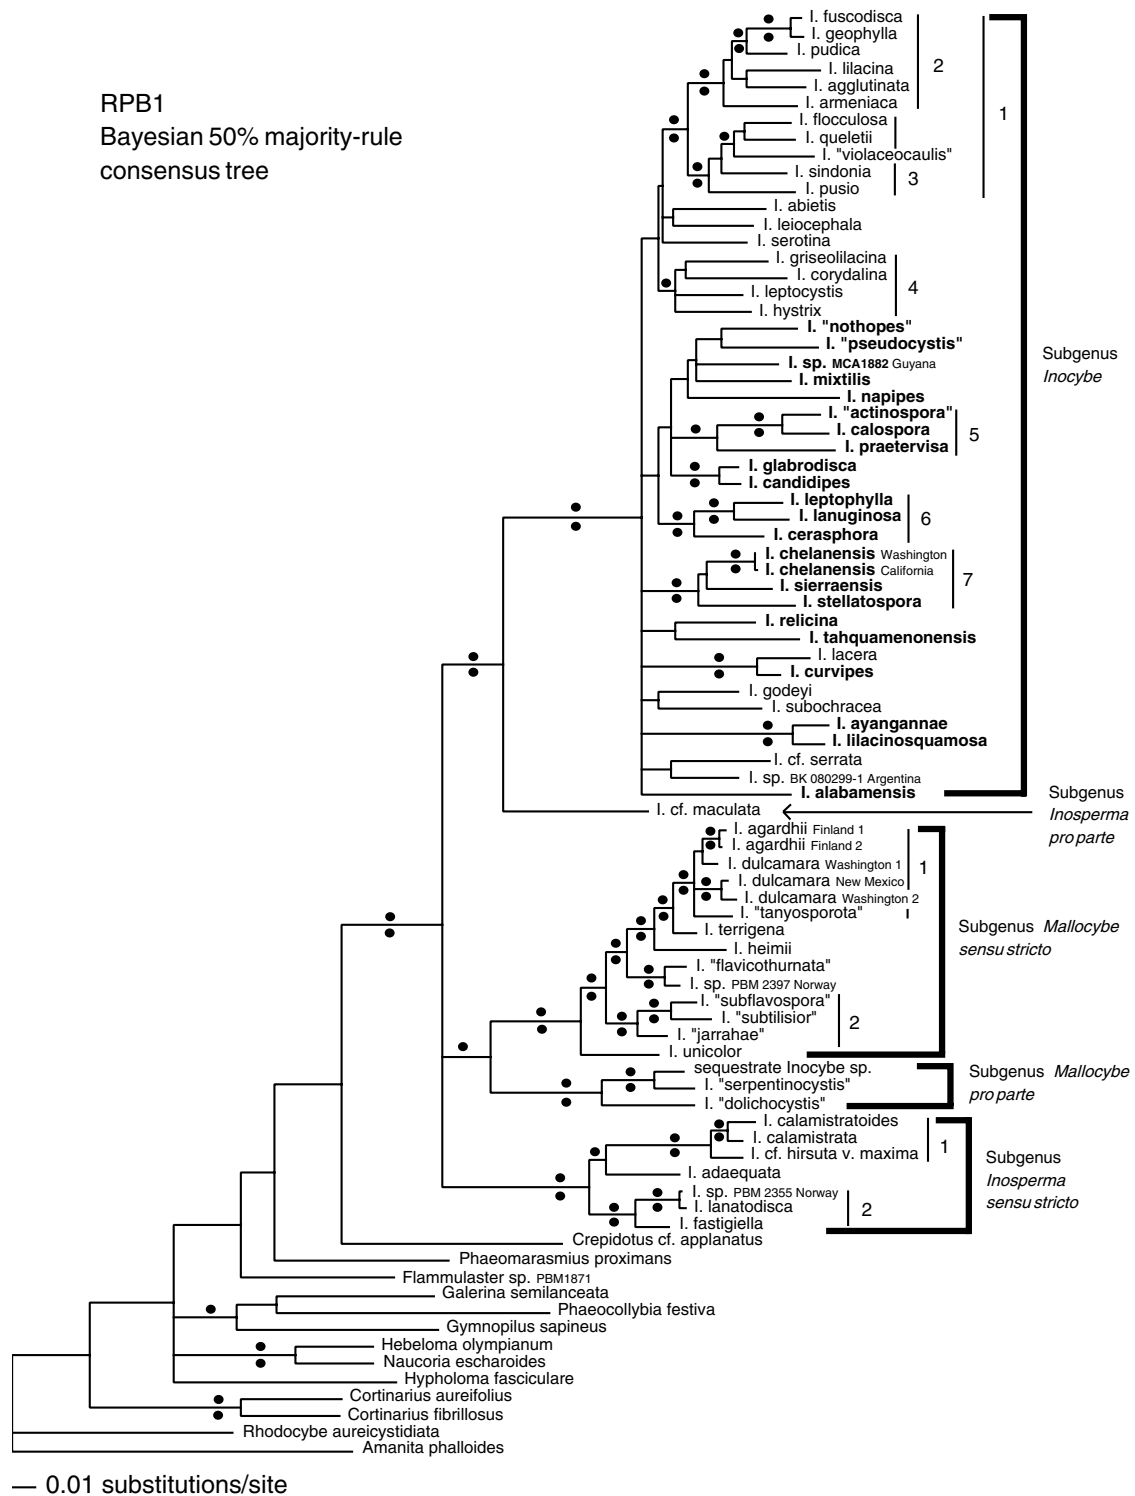 RPB1
Bayesian 50% majority-rule
consensus tree
I. fuscodisca
I. geophylla
I. pudica
I. lilacina
2
I. agglutinata
I. armeniaca
1
I. flocculosa
I. queletii
I. "violaceocaulis"
I. sindonia
3
I. pusio
I. abietis
I. leiocephala
I. serotina
I. griseolilacina
I. corydalina
4
I. leptocystis
I. hystrix
I. "nothopes"
I. "pseudocystis"
Subgenus
Inocybe
I. sp. MCA1882 Guyana
I. mixtilis
I. napipes
I. "actinospora"
I. calospora
5
I. praetervisa
I. glabrodisca
I. candidipes
I. leptophylla
I. lanuginosa
6
I. cerasphora
I. chelanensis Washington
I. chelanensis California
7
I. sierraensis
I. stellatospora
I. relicina
I. tahquamenonensis
I. lacera
I. curvipes
I. godeyi
I. subochracea
I. ayangannae
I. lilacinosquamosa
I. cf. serrata
I. sp. BK 080299-1 Argentina
I. alabamensis
Subgenus
Inosperma
pro parte
I. cf. maculata
I. agardhii Finland 1
I. agardhii Finland 2
I. dulcamara Washington 1
1
I. dulcamara New Mexico
I. dulcamara Washington 2
I. "tanyosporota"
I. terrigena
Subgenus Mallocybe
sensu stricto
I. heimii
I. "flavicothurnata"
I. sp. PBM 2397 Norway
I. "subflavospora"
I. "subtilisior"
2
I. "jarrahae"
I. unicolor
sequestrate Inocybe sp.
I. "serpentinocystis"
Subgenus Mallocybe
pro parte
I. "dolichocystis"
I. calamistratoides
I. calamistrata
1
I. cf. hirsuta v. maxima
Subgenus
Inosperma
sensu stricto
I. adaequata
I. sp. PBM 2355 Norway
I. lanatodisca
2
I. fastigiella
Crepidotus cf. applanatus
Phaeomarasmius proximans
Flammulaster sp. PBM1871
Galerina semilanceata
Phaeocollybia festiva
Gymnopilus sapineus
Hebeloma olympianum
Naucoria escharoides
Hypholoma fasciculare
Cortinarius aureifolius
Cortinarius fibrillosus
Rhodocybe aureicystidiata
Amanita phalloides
0.01 substitutions/site